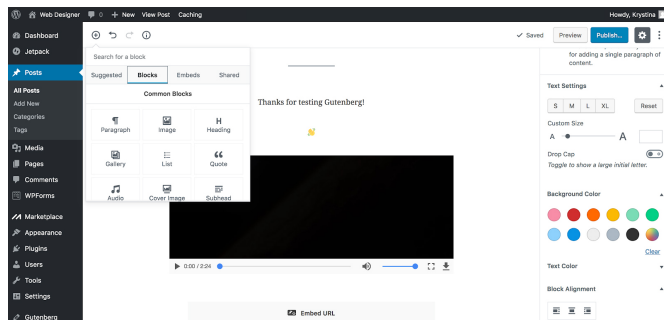 Web Designer 0 + New View Post Caching Howdy, Krystina
Dashboard
Jetpack
Posts
All Posts
Add New
Categories
Tags
Media
Pages
Comments
WPForms
Marketplace
Appearance
Plugins
Users
Tools
Settings
Gutenberg
Saved Preview Publish...
Search for a block
Suggested Blocks Embeds Shared
Common Blocks
Paragraph Image Heading
Gallery List Quote
Audio Cover Image Subhead
Thanks for testing Gutenberg!
0:00 / 2:24
Embed URL
for adding a single paragraph of
content.
Text Settings
S M L XL Reset
Custom Size
A A
Drop Cap
Toggle to show a large initial letter.
Background Color
Clear
Text Color
Block Alignment